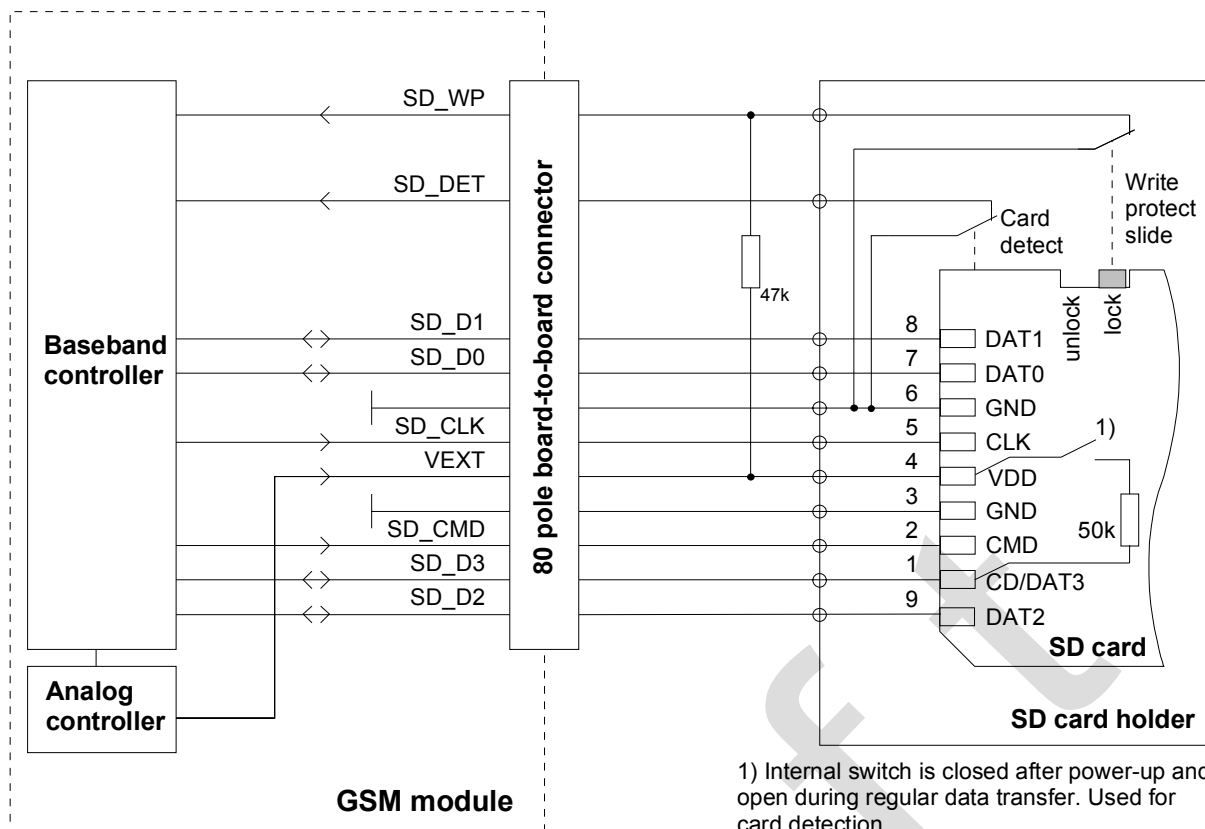 SD_WP
SD_DET
SD_D1
SD_D0
SD_CLK
VEXT
SD_CMD
SD_D3
SD_D2
Baseband
controller
Analog
controller
GSM module
80 pole board-to-board connector
47k
Card
detect
Write
protect
slide
unlock
lock
8 DAT1
7 DAT0
6 GND
5 CLK
1)
4 VDD
3 GND
50k
2 CMD
1 CD/DAT3
9 DAT2
SD card
SD card holder
1) Internal switch is closed after power-up and
open during regular data transfer. Used for
card detection
f t